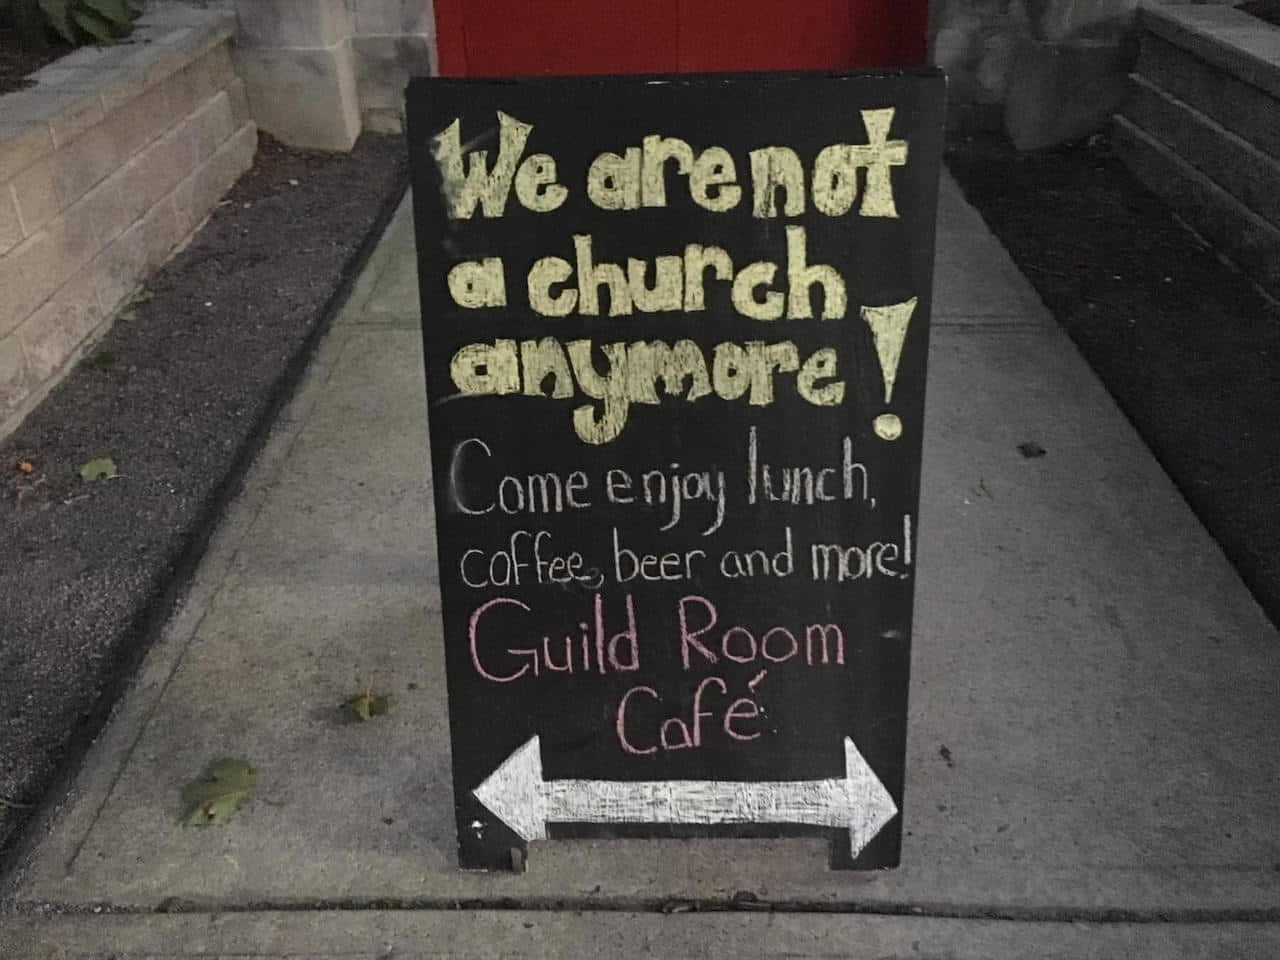 We are not
a church
anymore!
Come enjoy lunch,
coffee, beer and more!
Guild Room
Café